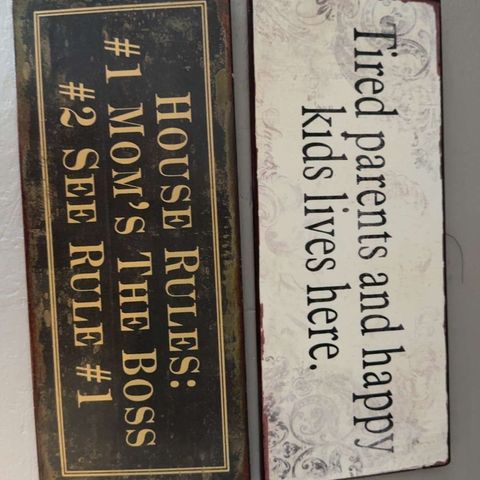 HOUSE RULES:
#1 MOM'S THE BOSS
#2 SEE RULE #1
Tired parents and happy
kids lives here.